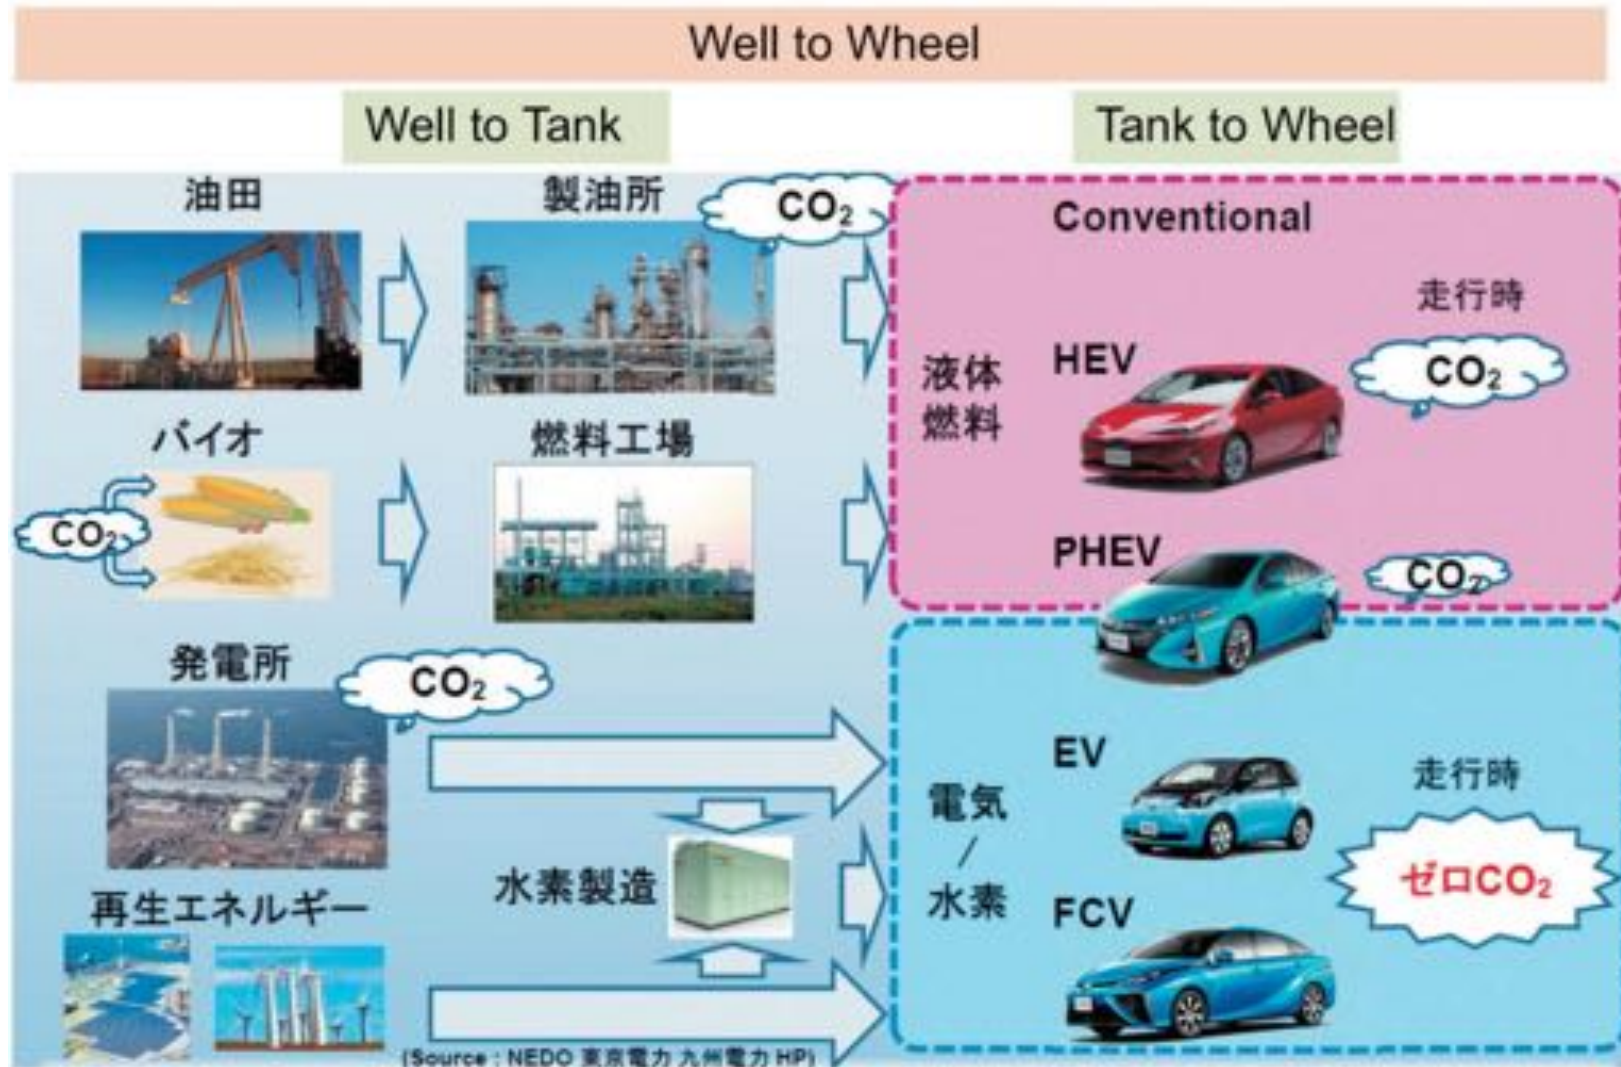 Well to Wheel
Well to Tank
Tank to Wheel
油田
製油所
CO₂
Conventional
走行時
液体
燃料
HEV
CO₂
バイオ
燃料工場
CO₂
PHEV
CO₂
発電所
CO₂
電気
/
水素
EV
走行時
ゼロCO₂
水素製造
再生エネルギー
FCV
(Source : NEDO 東京電力 九州電力 HP)